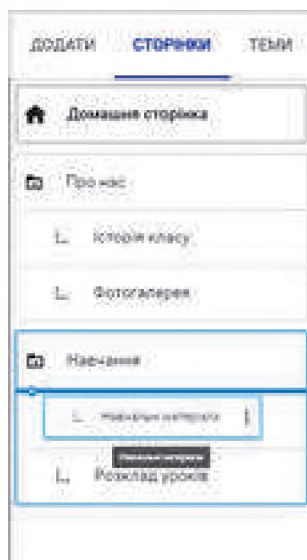 ДОДАТИ СТОРІНКИ ТЕМИ
Домашня сторінка
Про нас
Історія класу
Фотогалерея
Навчання
Навчальні матеріали
Розклад уроків